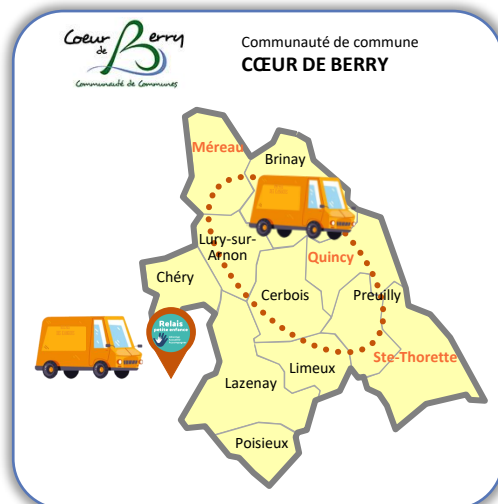 Coeur de Berry
Communauté de Communes
Communauté de commune
CŒUR DE BERRY
Méreau
Brinay
Lury-sur-
Arnon
Quincy
Chéry
Cerbois
Preuilly
Relais
petite enfance
Ste-Thorette
Limeux
Lazenay
Poisieux